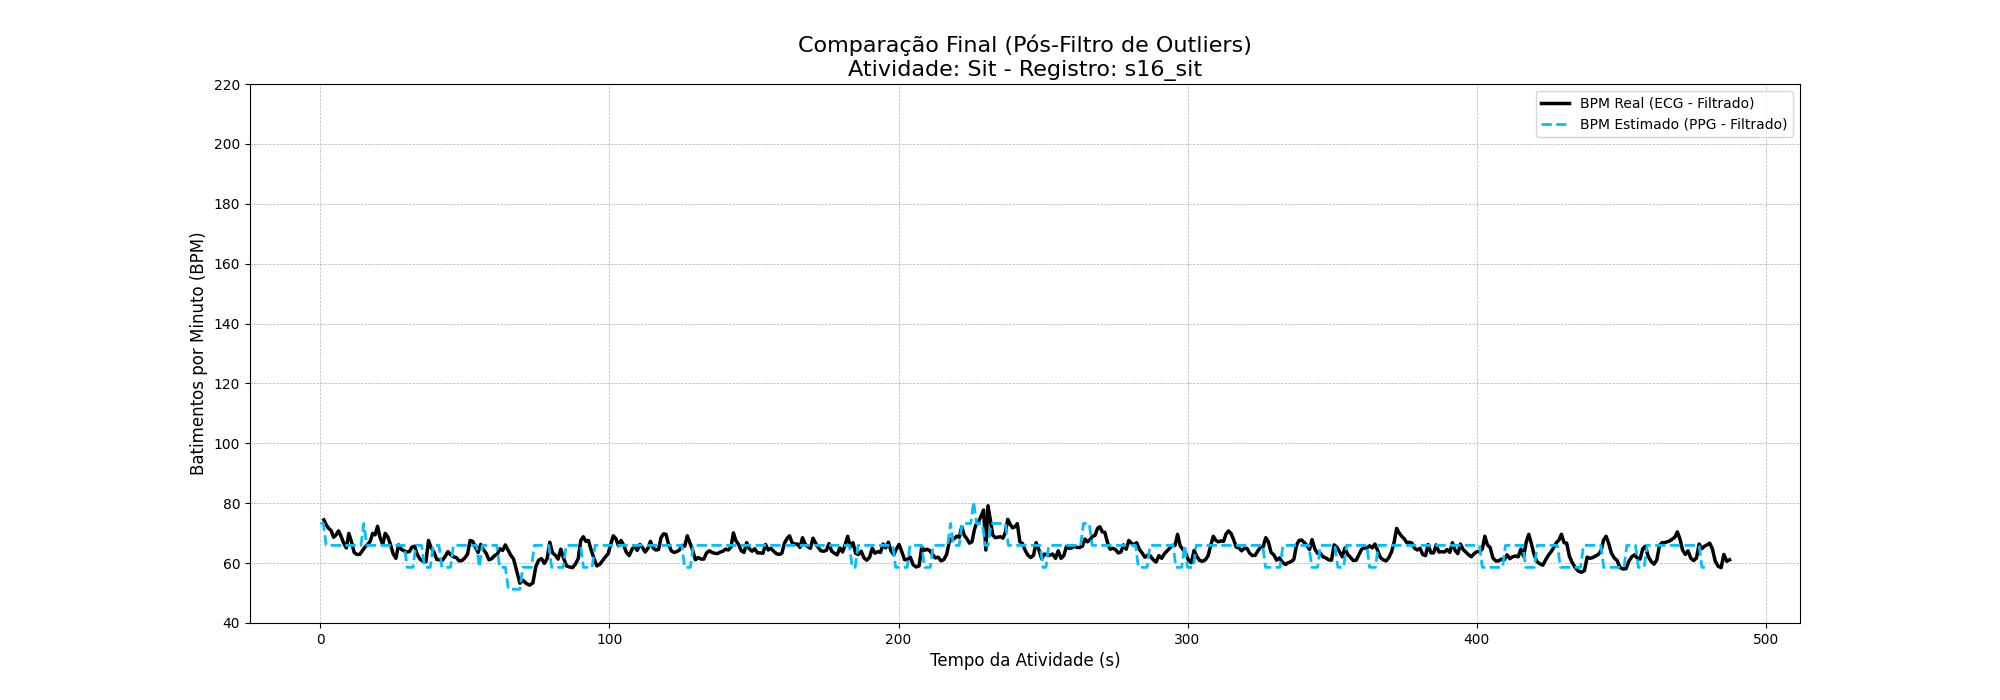 Comparação Final (Pós-Filtro de Outliers)
Atividade: Sit - Registro: s16_sit
BPM Real (ECG - Filtrado)
BPM Estimado (PPG - Filtrado)
Batimentos por Minuto (BPM)
220
200
180
160
140
120
100
80
60
40
0 100 200 300 400 500
Tempo da Atividade (s)